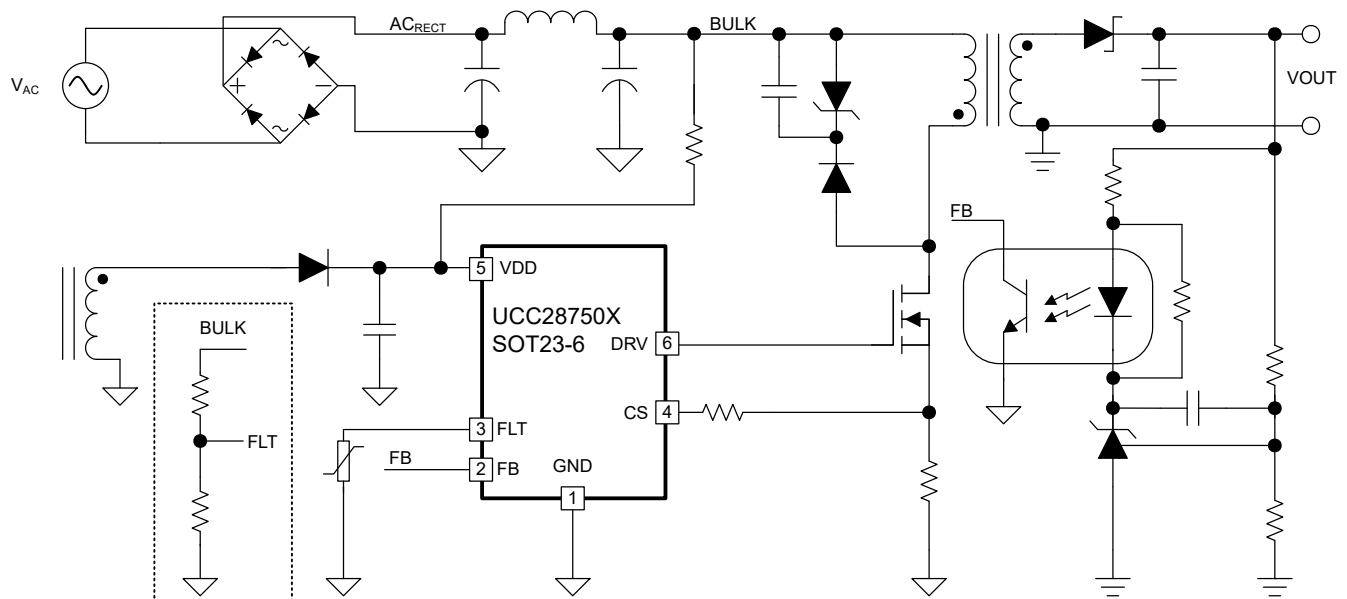 AC_RECT
BULK
V_AC
VOUT
+
−
~
~
FB
5 VDD
UCC28750X
SOT23-6
BULK
DRV 6
CS 4
3 FLT
FLT
FB
2 FB
GND
1